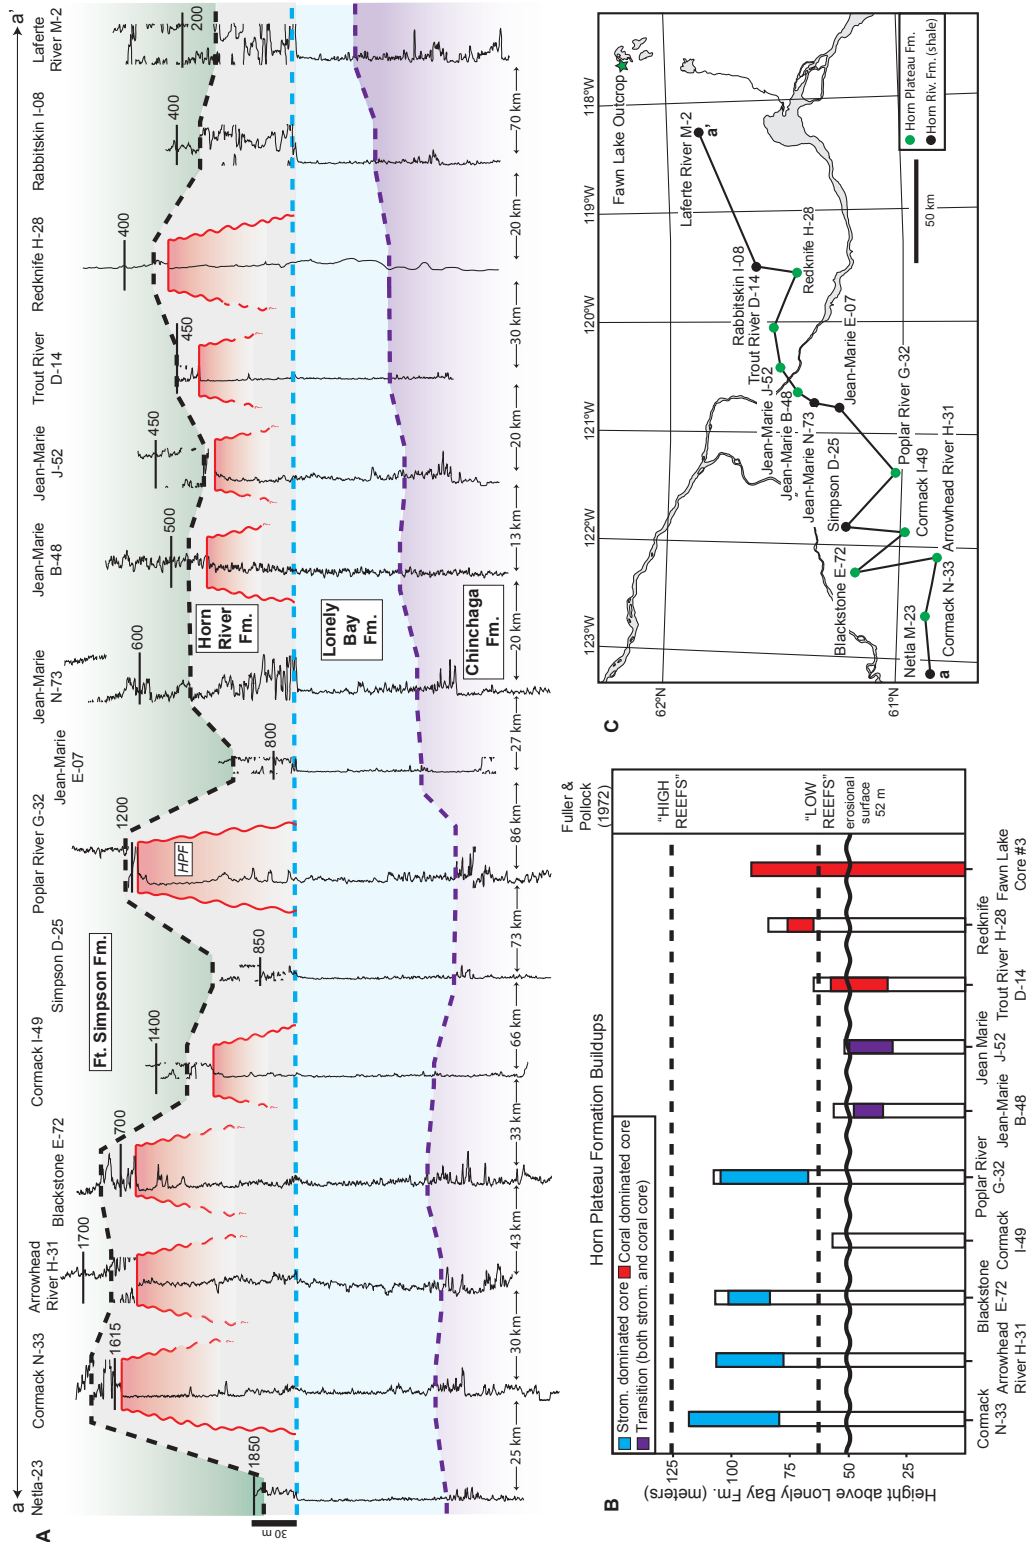 A
a
a'
Netla-23
Cormack N-33
Arrowhead
River H-31
Blackstone E-72
Cormack I-49
Simpson D-25
Poplar River G-32
Jean-Marie
E-07
Jean-Marie
N-73
Jean-Marie
B-48
Jean-Marie
J-52
Trout River
D-14
Redknife H-28
Rabbitskin I-08
Laferte
River M-2
1850
1615
1700
700
1400
850
1200
800
600
500
450
450
400
400
200
Ft. Simpson Fm.
HPF
Horn
River
Fm.
Lonely
Bay
Fm.
Chinchaga
Fm.
30 m
25 km
30 km
43 km
33 km
66 km
73 km
86 km
27 km
20 km
13 km
20 km
30 km
20 km
70 km
B
Horn Plateau Formation Buildups
Fuller &
Pollock
(1972)
Strom. dominated core
Coral dominated core
Transition (both strom. and coral core)
"HIGH
REEFS"
"LOW
REEFS"
erosional
surface
52 m
Height above Lonely Bay Fm. (meters)
125
100
75
50
25
Cormack
N-33
Arrowhead
River H-31
Blackstone
E-72
Cormack
I-49
Poplar River
G-32
Jean-Marie
B-48
Jean Marie
J-52
Trout River
D-14
Redknife
H-28
Fawn Lake
Core #3
C
123°W
122°W
121°W
120°W
119°W
118°W
62°N
61°N
Fawn Lake Outcrop
Laferte River M-2
a'
Rabbitskin I-08
Trout River D-14
Redknife H-28
Jean-Marie J-52
Jean-Marie B-48
Jean-Marie N-73
Jean-Marie E-07
Simpson D-25
Poplar River G-32
Blackstone E-72
Cormack I-49
Arrowhead River H-31
Netla M-23
Cormack N-33
a
50 km
Horn Plateau Fm.
Horn Riv. Fm. (shale)